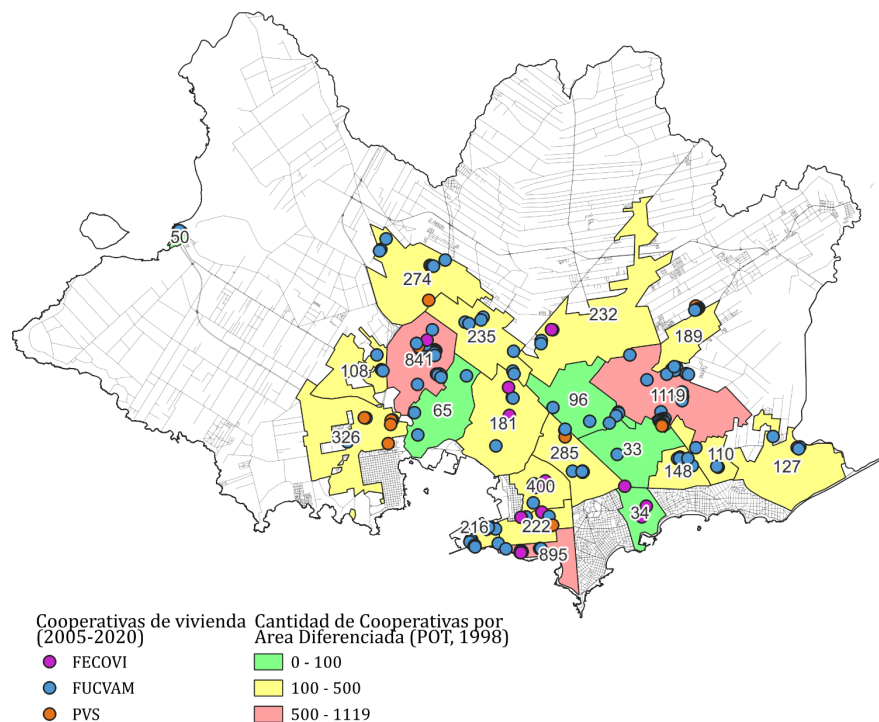 50
274
232
235
189
841
108
1119
65
96
181
326
33
285
110
148
127
400
34
216
222
895
Cooperativas de vivienda
(2005-2020)
FECOVI
FUCVAM
PVS
Cantidad de Cooperativas por
Area Diferenciada (POT, 1998)
0 - 100
100 - 500
500 - 1119